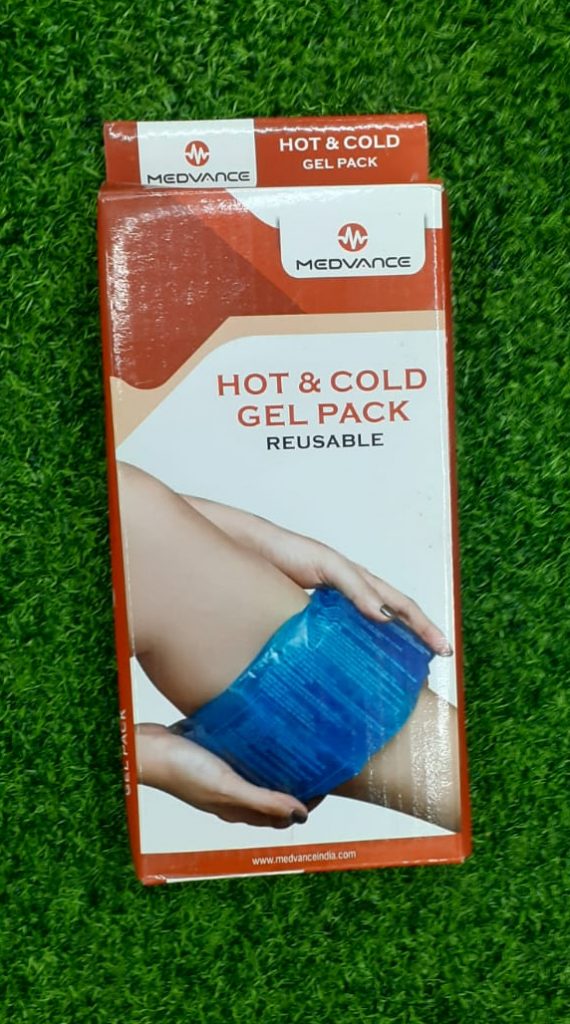 MEDVANCE
HOT & COLD
GEL PACK
MEDVANCE
HOT & COLD
GEL PACK
REUSABLE
GEL PACK
www.medvanceindia.com